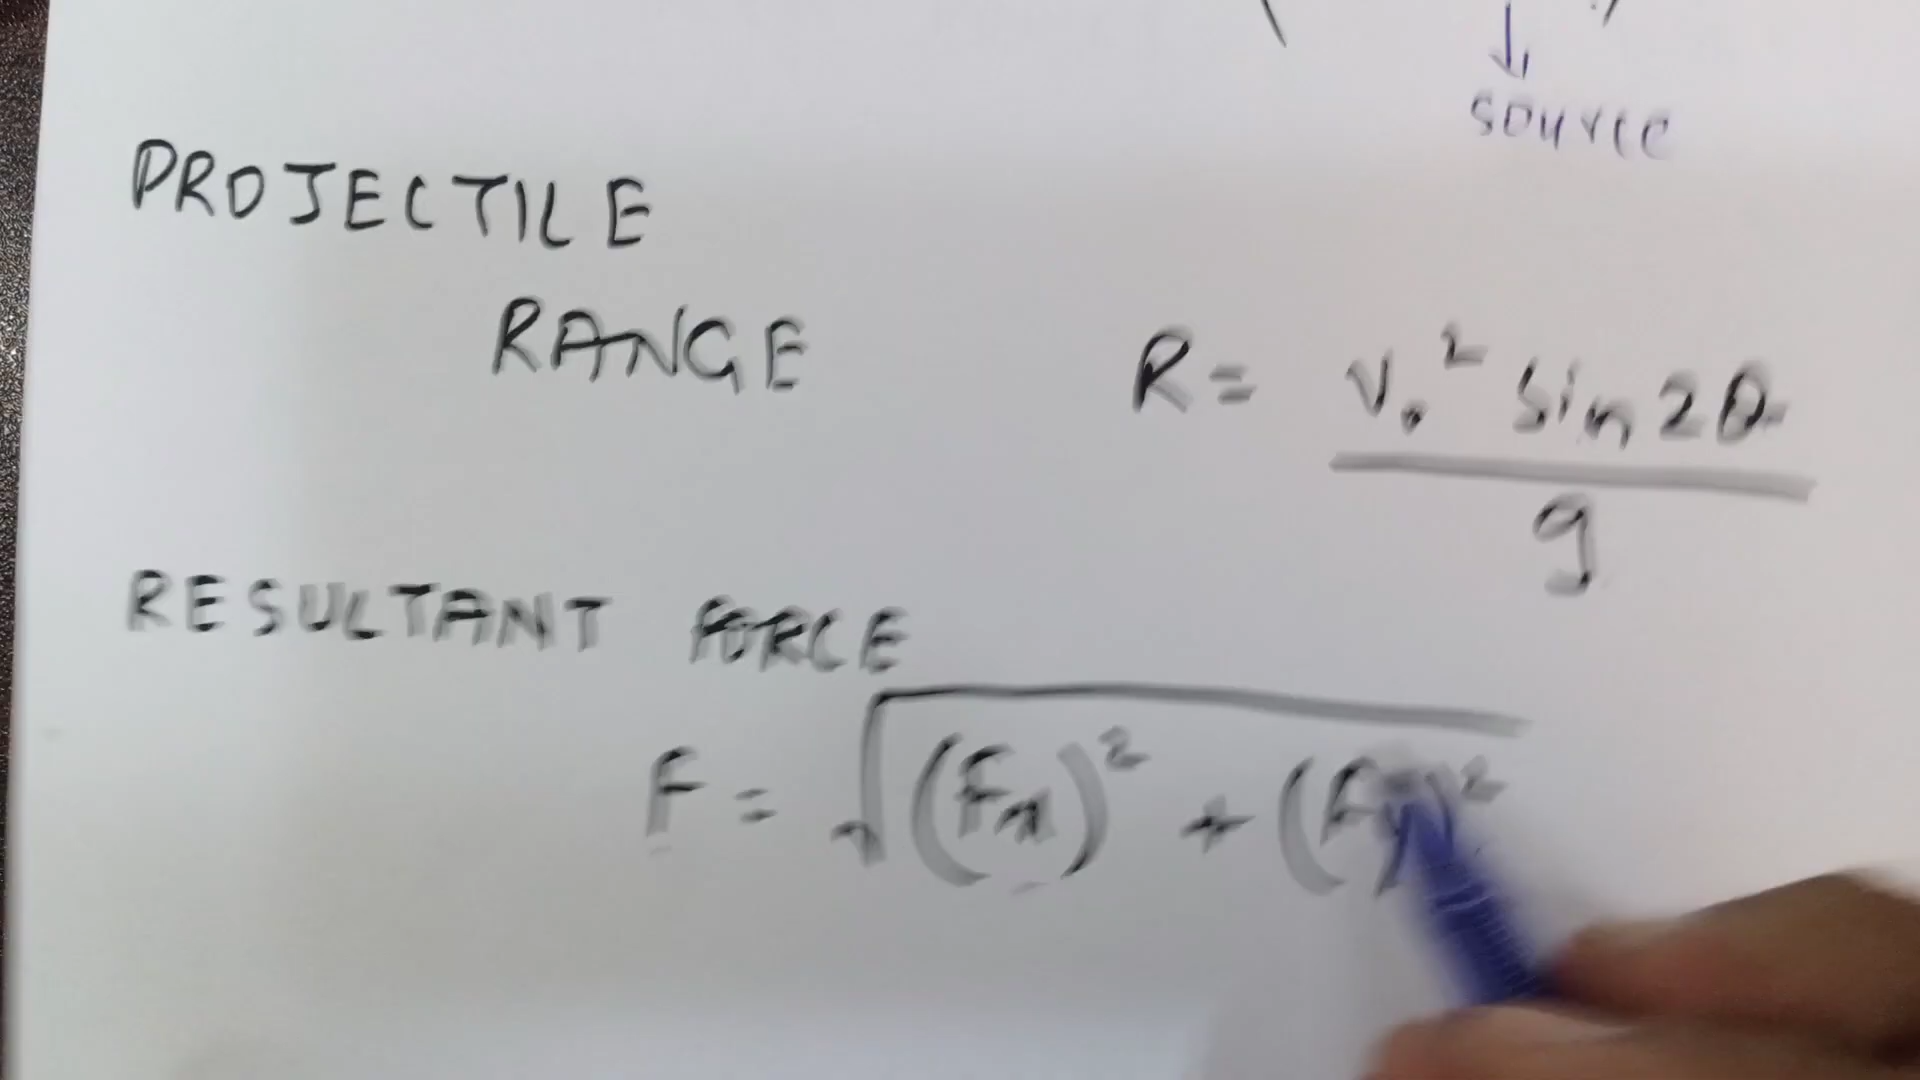 source
PROJECTILE
RANGE
R = v₀² sin 2θ / g
RESULTANT FORCE
F = √((Fx)² + (Fy)²)